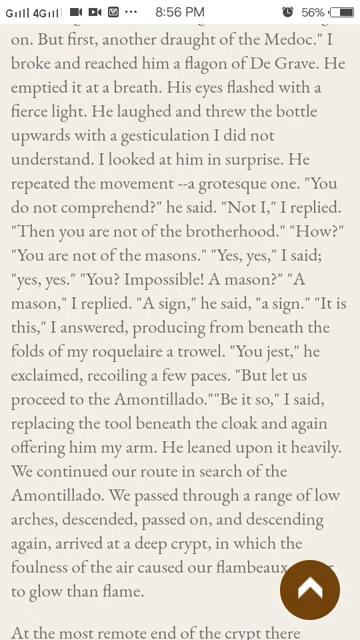 G 4G 8:56 PM 56%
on. But first, another draught of the Medoc." I
broke and reached him a flagon of De Grave. He
emptied it at a breath. His eyes flashed with a
fierce light. He laughed and threw the bottle
upwards with a gesticulation I did not
understand. I looked at him in surprise. He
repeated the movement --a grotesque one. "You
do not comprehend?" he said. "Not I," I replied.
"Then you are not of the brotherhood." "How?"
"You are not of the masons." "Yes, yes," I said;
"yes, yes." "You? Impossible! A mason?" "A
mason," I replied. "A sign," he said, "a sign." "It is
this," I answered, producing from beneath the
folds of my roquelaire a trowel. "You jest," he
exclaimed, recoiling a few paces. "But let us
proceed to the Amontillado.""Be it so," I said,
replacing the tool beneath the cloak and again
offering him my arm. He leaned upon it heavily.
We continued our route in search of the
Amontillado. We passed through a range of low
arches, descended, passed on, and descending
again, arrived at a deep crypt, in which the
foulness of the air caused our flambeaux
to glow than flame.
At the most remote end of the crypt there